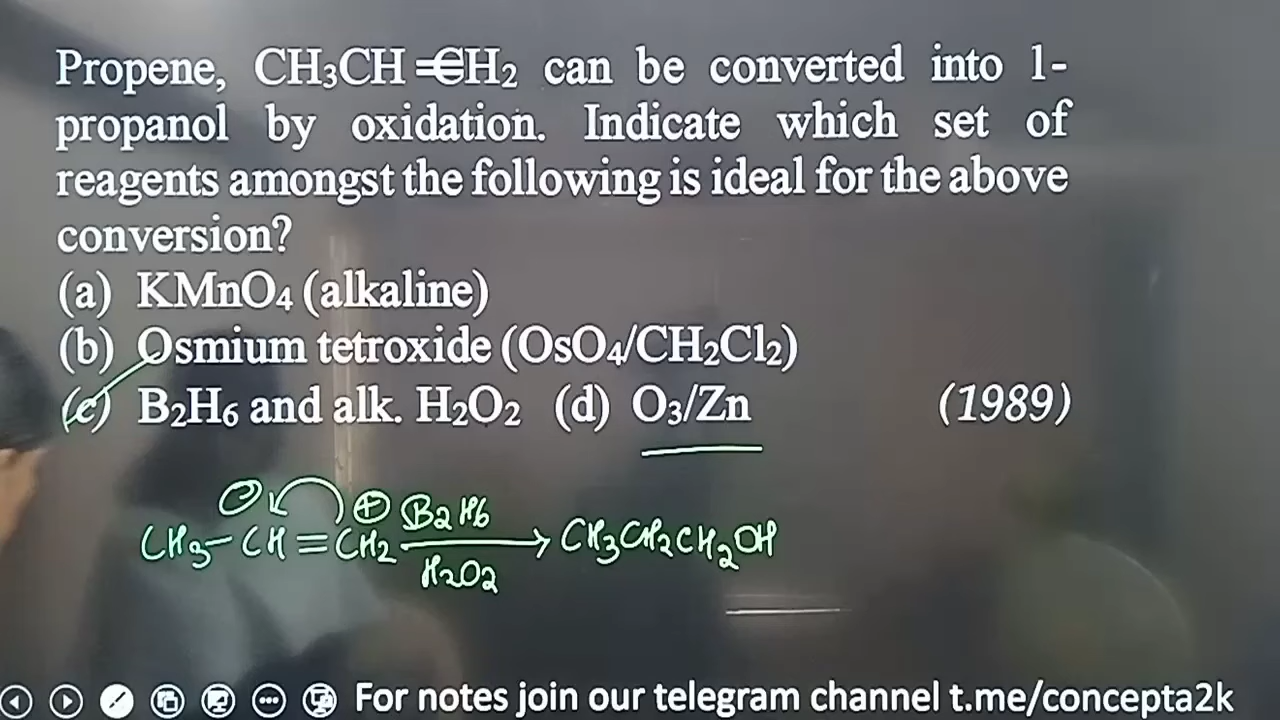 Propene, CH₃CH=CH₂ can be converted into 1-
propanol by oxidation. Indicate which set of
reagents amongst the following is ideal for the above
conversion?
(a) KMnO₄ (alkaline)
(b) Osmium tetroxide (OsO₄/CH₂Cl₂)
(c) B₂H₆ and alk. H₂O₂ (d) O₃/Zn (1989)
⊖ ⊕ B₂H₆
CH₃-CH=CH₂ → CH₃CH₂CH₂OH
H₂O₂
For notes join our telegram channel t.me/concepta2k